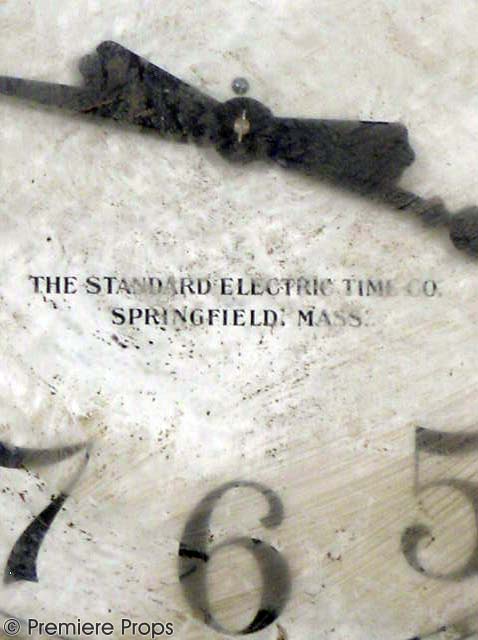 THE STANDARD ELECTRIC TIME CO.
SPRINGFIELD. MASS.
7 6 5
© Premiere Props